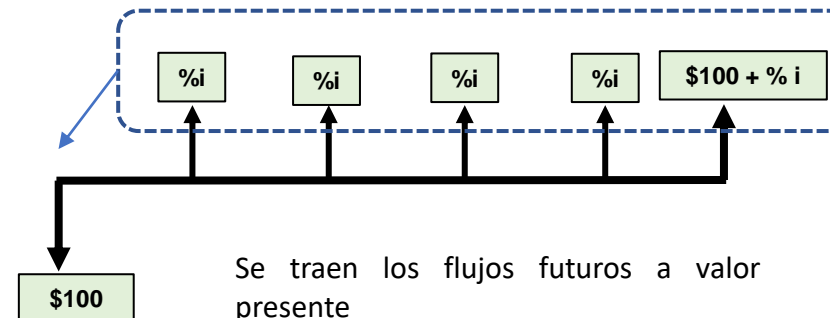 %i %i %i %i $100 + % i
$100
Se traen los flujos futuros a valor
presente